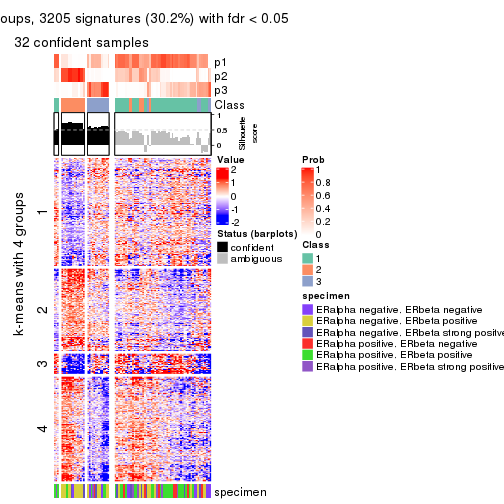 oups, 3205 signatures (30.2%) with fdr < 0.05
32 confident samples
p1
p2
p3
Class
1
0.5
0
Silhouette
score
k-means with 4 groups
1
2
3
4
Value
2
1
0
-1
-2
Status (barplots)
confident
ambiguous
Prob
1
0.8
0.6
0.4
0.2
0
Class
1
2
3
specimen
ERalpha negative. ERbeta negative
ERalpha negative. ERbeta positive
ERalpha negative. ERbeta strong positive
ERalpha positive. ERbeta negative
ERalpha positive. ERbeta positive
ERalpha positive. ERbeta strong positive
specimen